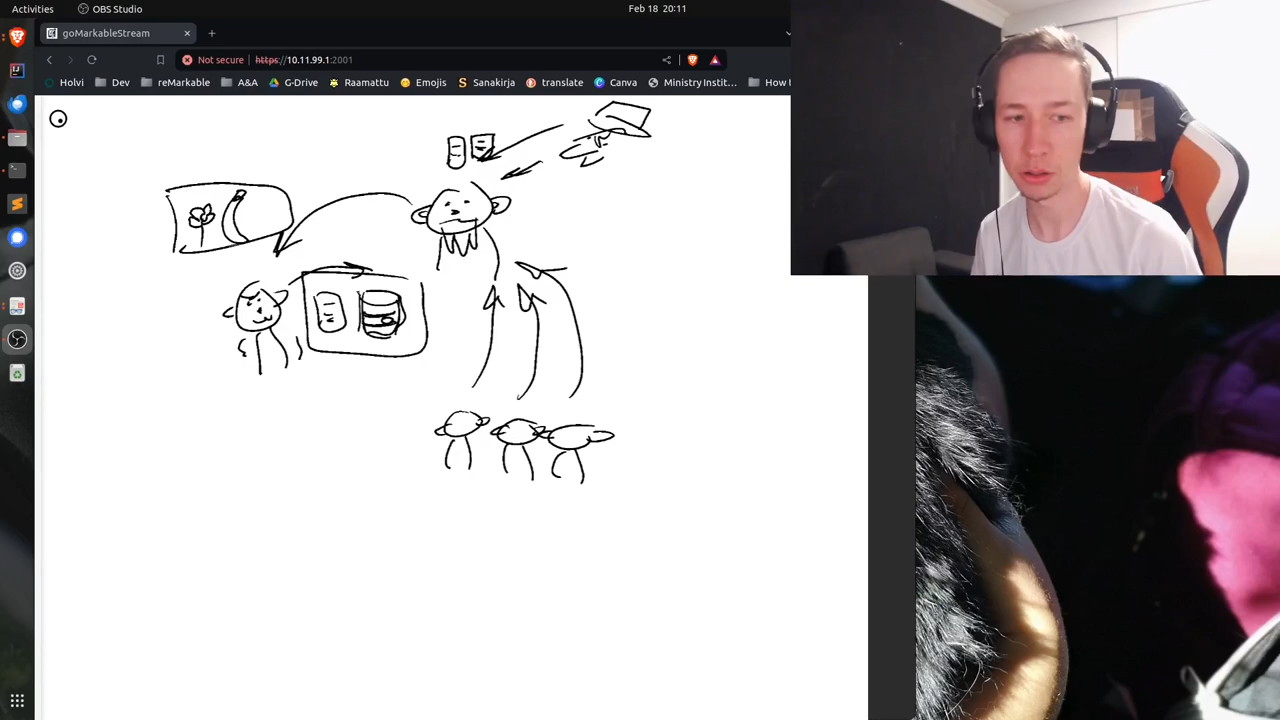 Activities
OBS Studio
Feb 18 20:11
goMarkableStream
Not secure
https://10.11.99.1:2001
Holvi
Dev
reMarkable
A&A
G-Drive
Raamattu
Emojis
Sanakirja
translate
Canva
Ministry Instit...
How